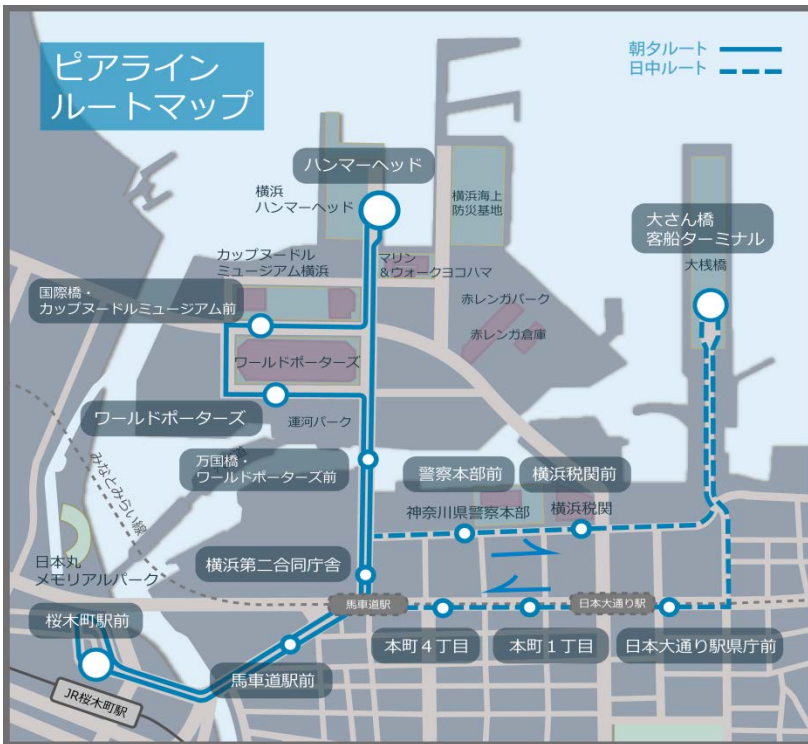 ピアライン
ルートマップ
朝夕ルート
日中ルート
ハンマーヘッド
横浜
ハンマーヘッド
横浜海上
防災基地
大さん橋
客船ターミナル
大桟橋
カップヌードル
ミュージアム横浜
マリン
&ウォークヨコハマ
国際橋・
カップヌードルミュージアム前
赤レンガパーク
赤レンガ倉庫
ワールドポーターズ
ワールドポーターズ
運河パーク
万国橋・
ワールドポーターズ前
みなとみらい線
警察本部前
横浜税関前
神奈川県警察本部
横浜税関
日本丸
メモリアルパーク
横浜第二合同庁舎
馬車道駅
日本大通り駅
桜木町駅前
本町4丁目
本町1丁目
日本大通り駅県庁前
馬車道駅前
JR桜木町駅